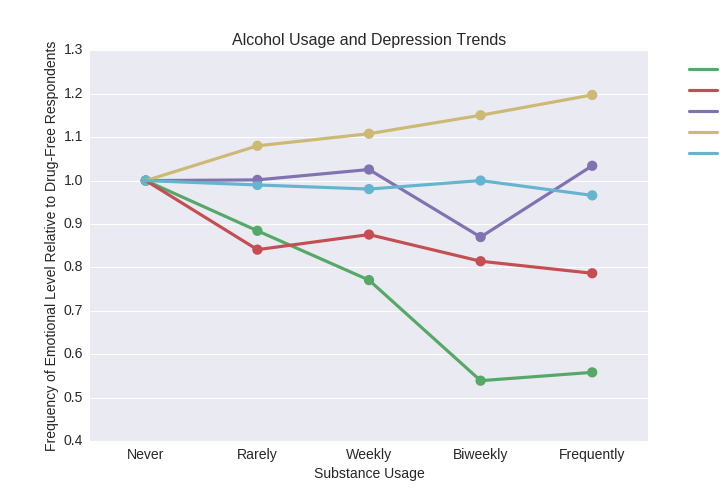 Alcohol Usage and Depression Trends
Frequency of Emotional Level Relative to Drug-Free Respondents
1.3
1.2
1.1
1.0
0.9
0.8
0.7
0.6
0.5
0.4
Never Rarely Weekly Biweekly Frequently
Substance Usage